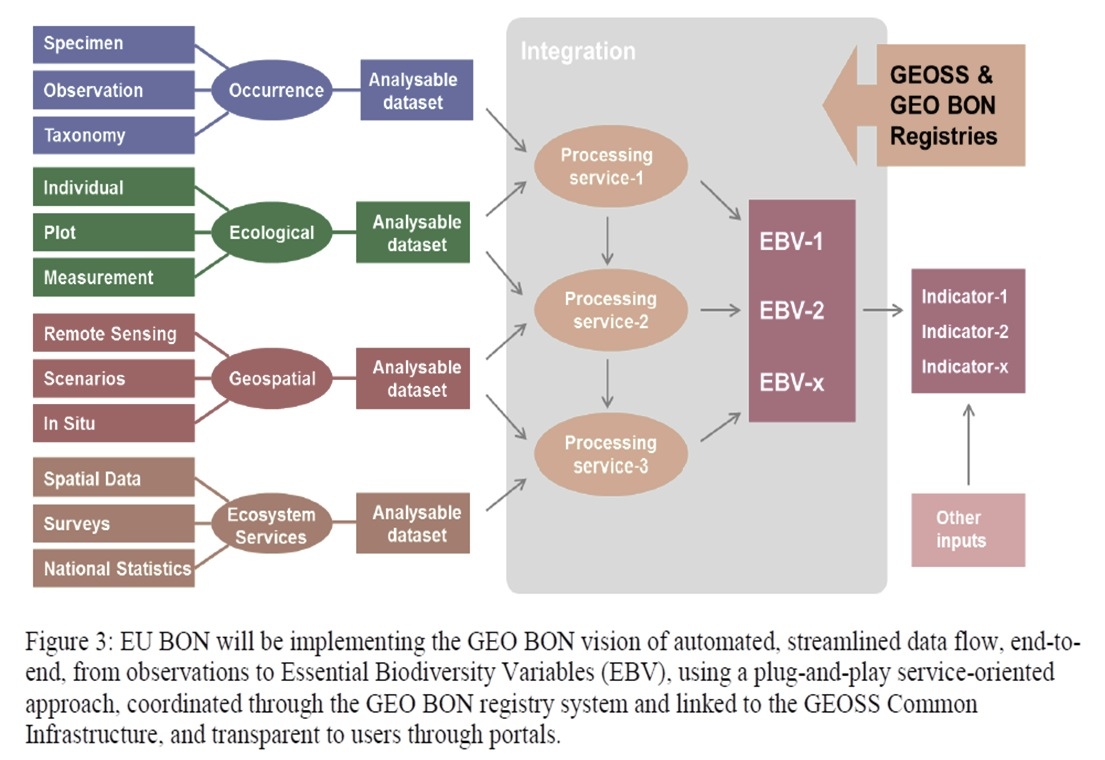 Specimen
Observation
Taxonomy
Occurrence
Analysable
dataset
Individual
Plot
Measurement
Ecological
Analysable
dataset
Remote Sensing
Scenarios
In Situ
Geospatial
Analysable
dataset
Spatial Data
Surveys
National Statistics
Ecosystem
Services
Analysable
dataset
Integration
Processing
service-1
Processing
service-2
Processing
service-3
GEOSS &
GEO BON
Registries
EBV-1
EBV-2
EBV-x
Indicator-1
Indicator-2
Indicator-x
Other
inputs
Figure 3: EU BON will be implementing the GEO BON vision of automated, streamlined data flow, end-to-
end, from observations to Essential Biodiversity Variables (EBV), using a plug-and-play service-oriented
approach, coordinated through the GEO BON registry system and linked to the GEOSS Common
Infrastructure, and transparent to users through portals.